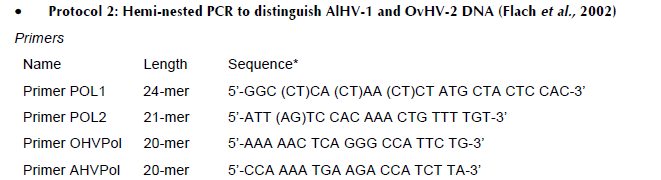 • Protocol 2: Hemi-nested PCR to distinguish AlHV-1 and OvHV-2 DNA (Flach et al., 2002)
Primers
Name Length Sequence*
Primer POL1 24-mer 5'-GGC (CT)CA (CT)AA (CT)CT ATG CTA CTC CAC-3'
Primer POL2 21-mer 5'-ATT (AG)TC CAC AAA CTG TTT TGT-3'
Primer OHVPol 20-mer 5'-AAA AAC TCA GGG CCA TTC TG-3'
Primer AHVPol 20-mer 5'-CCA AAA TGA AGA CCA TCT TA-3'